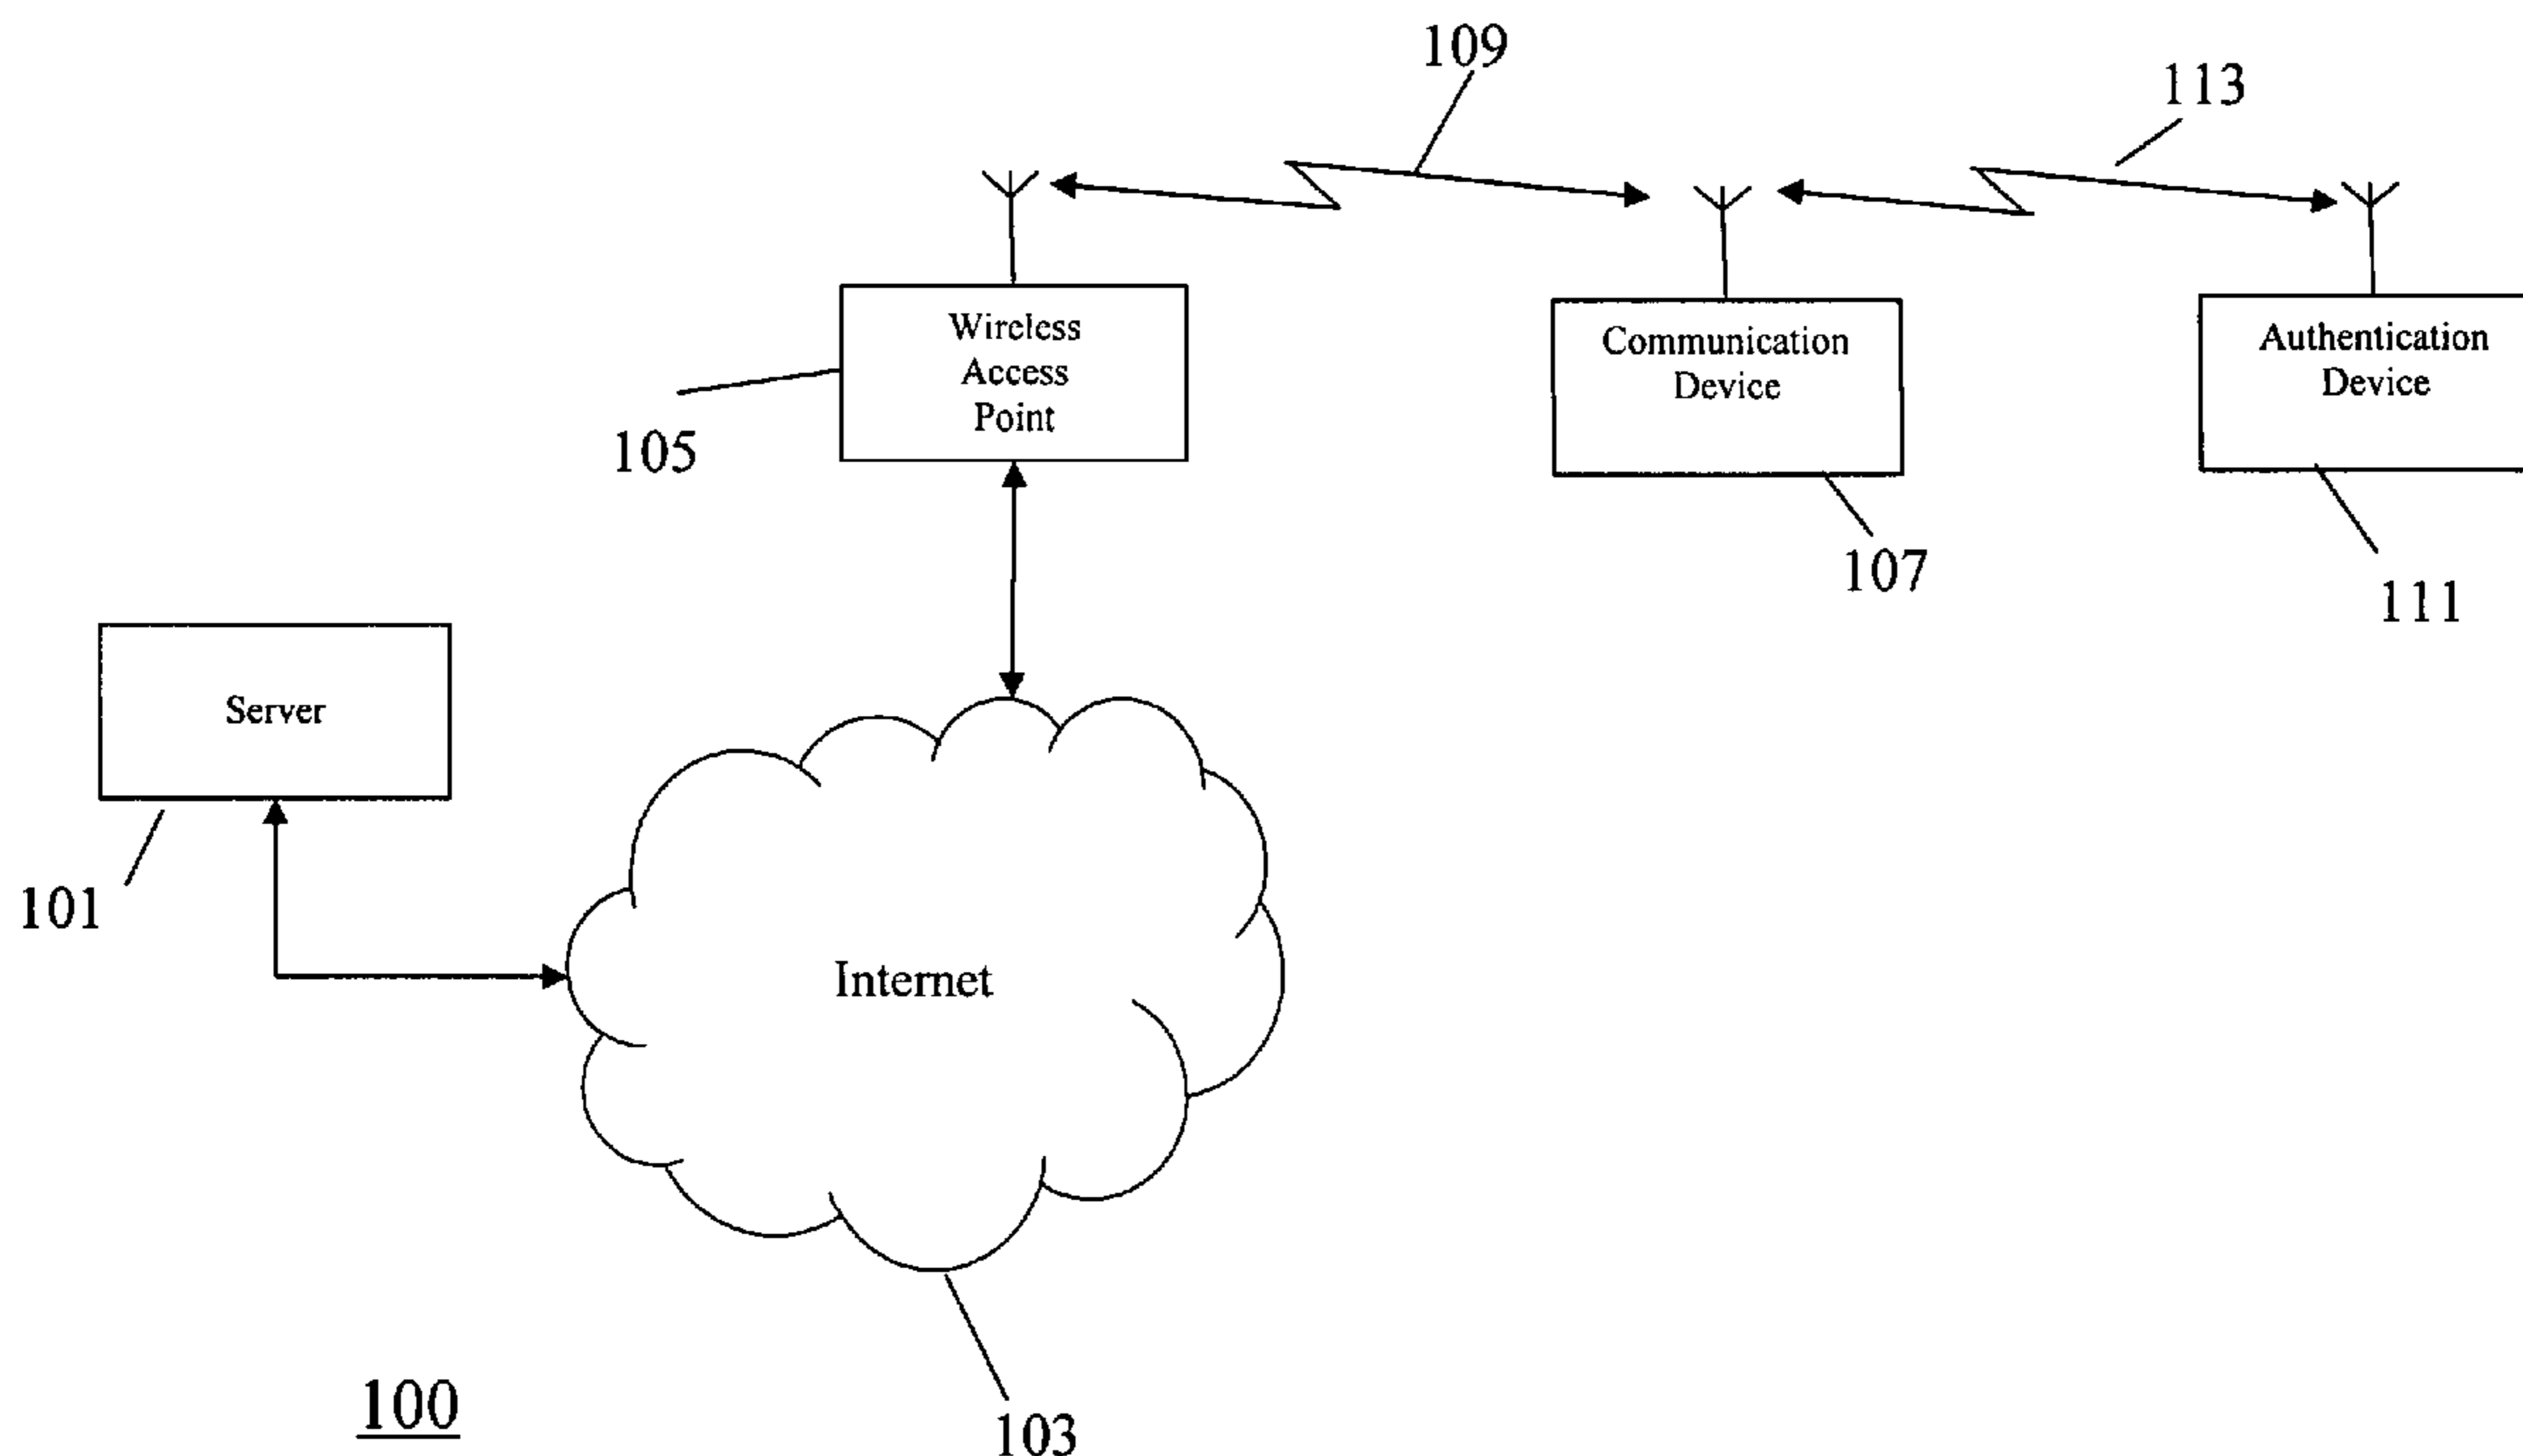 109
113
Wireless
Access
Point
Communication
Device
Authentication
Device
105
107
111
Server
101
Internet
100
103